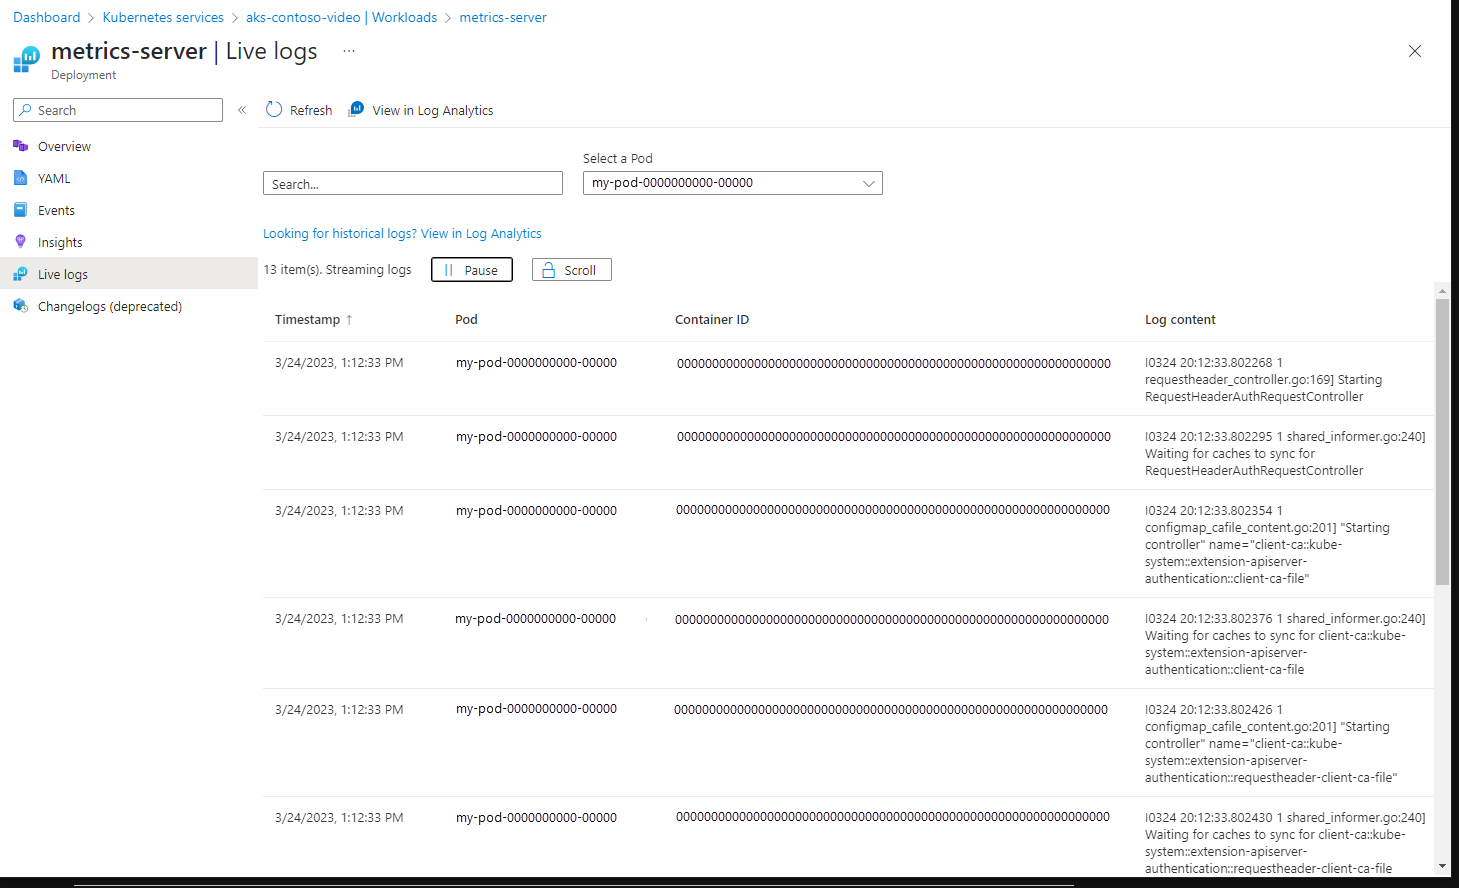 Dashboard > Kubernetes services > aks-contoso-video | Workloads > metrics-server
metrics-server | Live logs ...
Deployment
Search «
Refresh View in Log Analytics
Overview
YAML
Events
Insights
Live logs
Changelogs (deprecated)
Select a Pod
Search... my-pod-0000000000-00000
Looking for historical logs? View in Log Analytics
13 item(s). Streaming logs Pause Scroll
Timestamp ↑ Pod Container ID Log content
3/24/2023, 1:12:33 PM my-pod-0000000000-00000 00000000000000000000000000000000000000000000000000000000000000 I0324 20:12:33.802268 1
requestheader_controller.go:169] Starting
RequestHeaderAuthRequestController
3/24/2023, 1:12:33 PM my-pod-0000000000-00000 00000000000000000000000000000000000000000000000000000000000000 I0324 20:12:33.802295 1 shared_informer.go:240]
Waiting for caches to sync for
RequestHeaderAuthRequestController
3/24/2023, 1:12:33 PM my-pod-0000000000-00000 00000000000000000000000000000000000000000000000000000000000000 I0324 20:12:33.802354 1
configmap_cafile_content.go:201] "Starting
controller" name="client-ca::kube-
system::extension-apiserver-
authentication::client-ca-file"
3/24/2023, 1:12:33 PM my-pod-0000000000-00000 00000000000000000000000000000000000000000000000000000000000000 I0324 20:12:33.802376 1 shared_informer.go:240]
Waiting for caches to sync for client-ca::kube-
system::extension-apiserver-
authentication::client-ca-file
3/24/2023, 1:12:33 PM my-pod-0000000000-00000 00000000000000000000000000000000000000000000000000000000000000 I0324 20:12:33.802426 1
configmap_cafile_content.go:201] "Starting
controller" name="client-ca::kube-
system::extension-apiserver-
authentication::requestheader-client-ca-file"
3/24/2023, 1:12:33 PM my-pod-0000000000-00000 00000000000000000000000000000000000000000000000000000000000000 I0324 20:12:33.802430 1 shared_informer.go:240]
Waiting for caches to sync for client-ca::kube-
system::extension-apiserver-
authentication::requestheader-client-ca-file